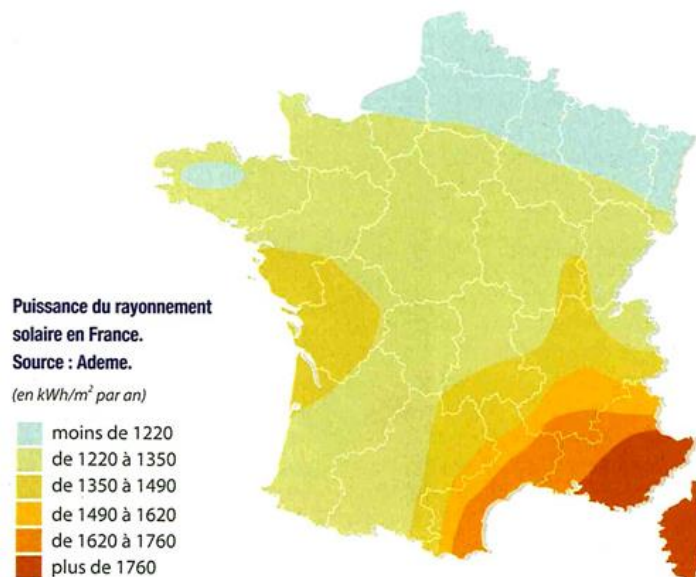 Puissance du rayonnement
solaire en France.
Source : Ademe.
(en kWh/m² par an)
moins de 1220
de 1220 à 1350
de 1350 à 1490
de 1490 à 1620
de 1620 à 1760
plus de 1760